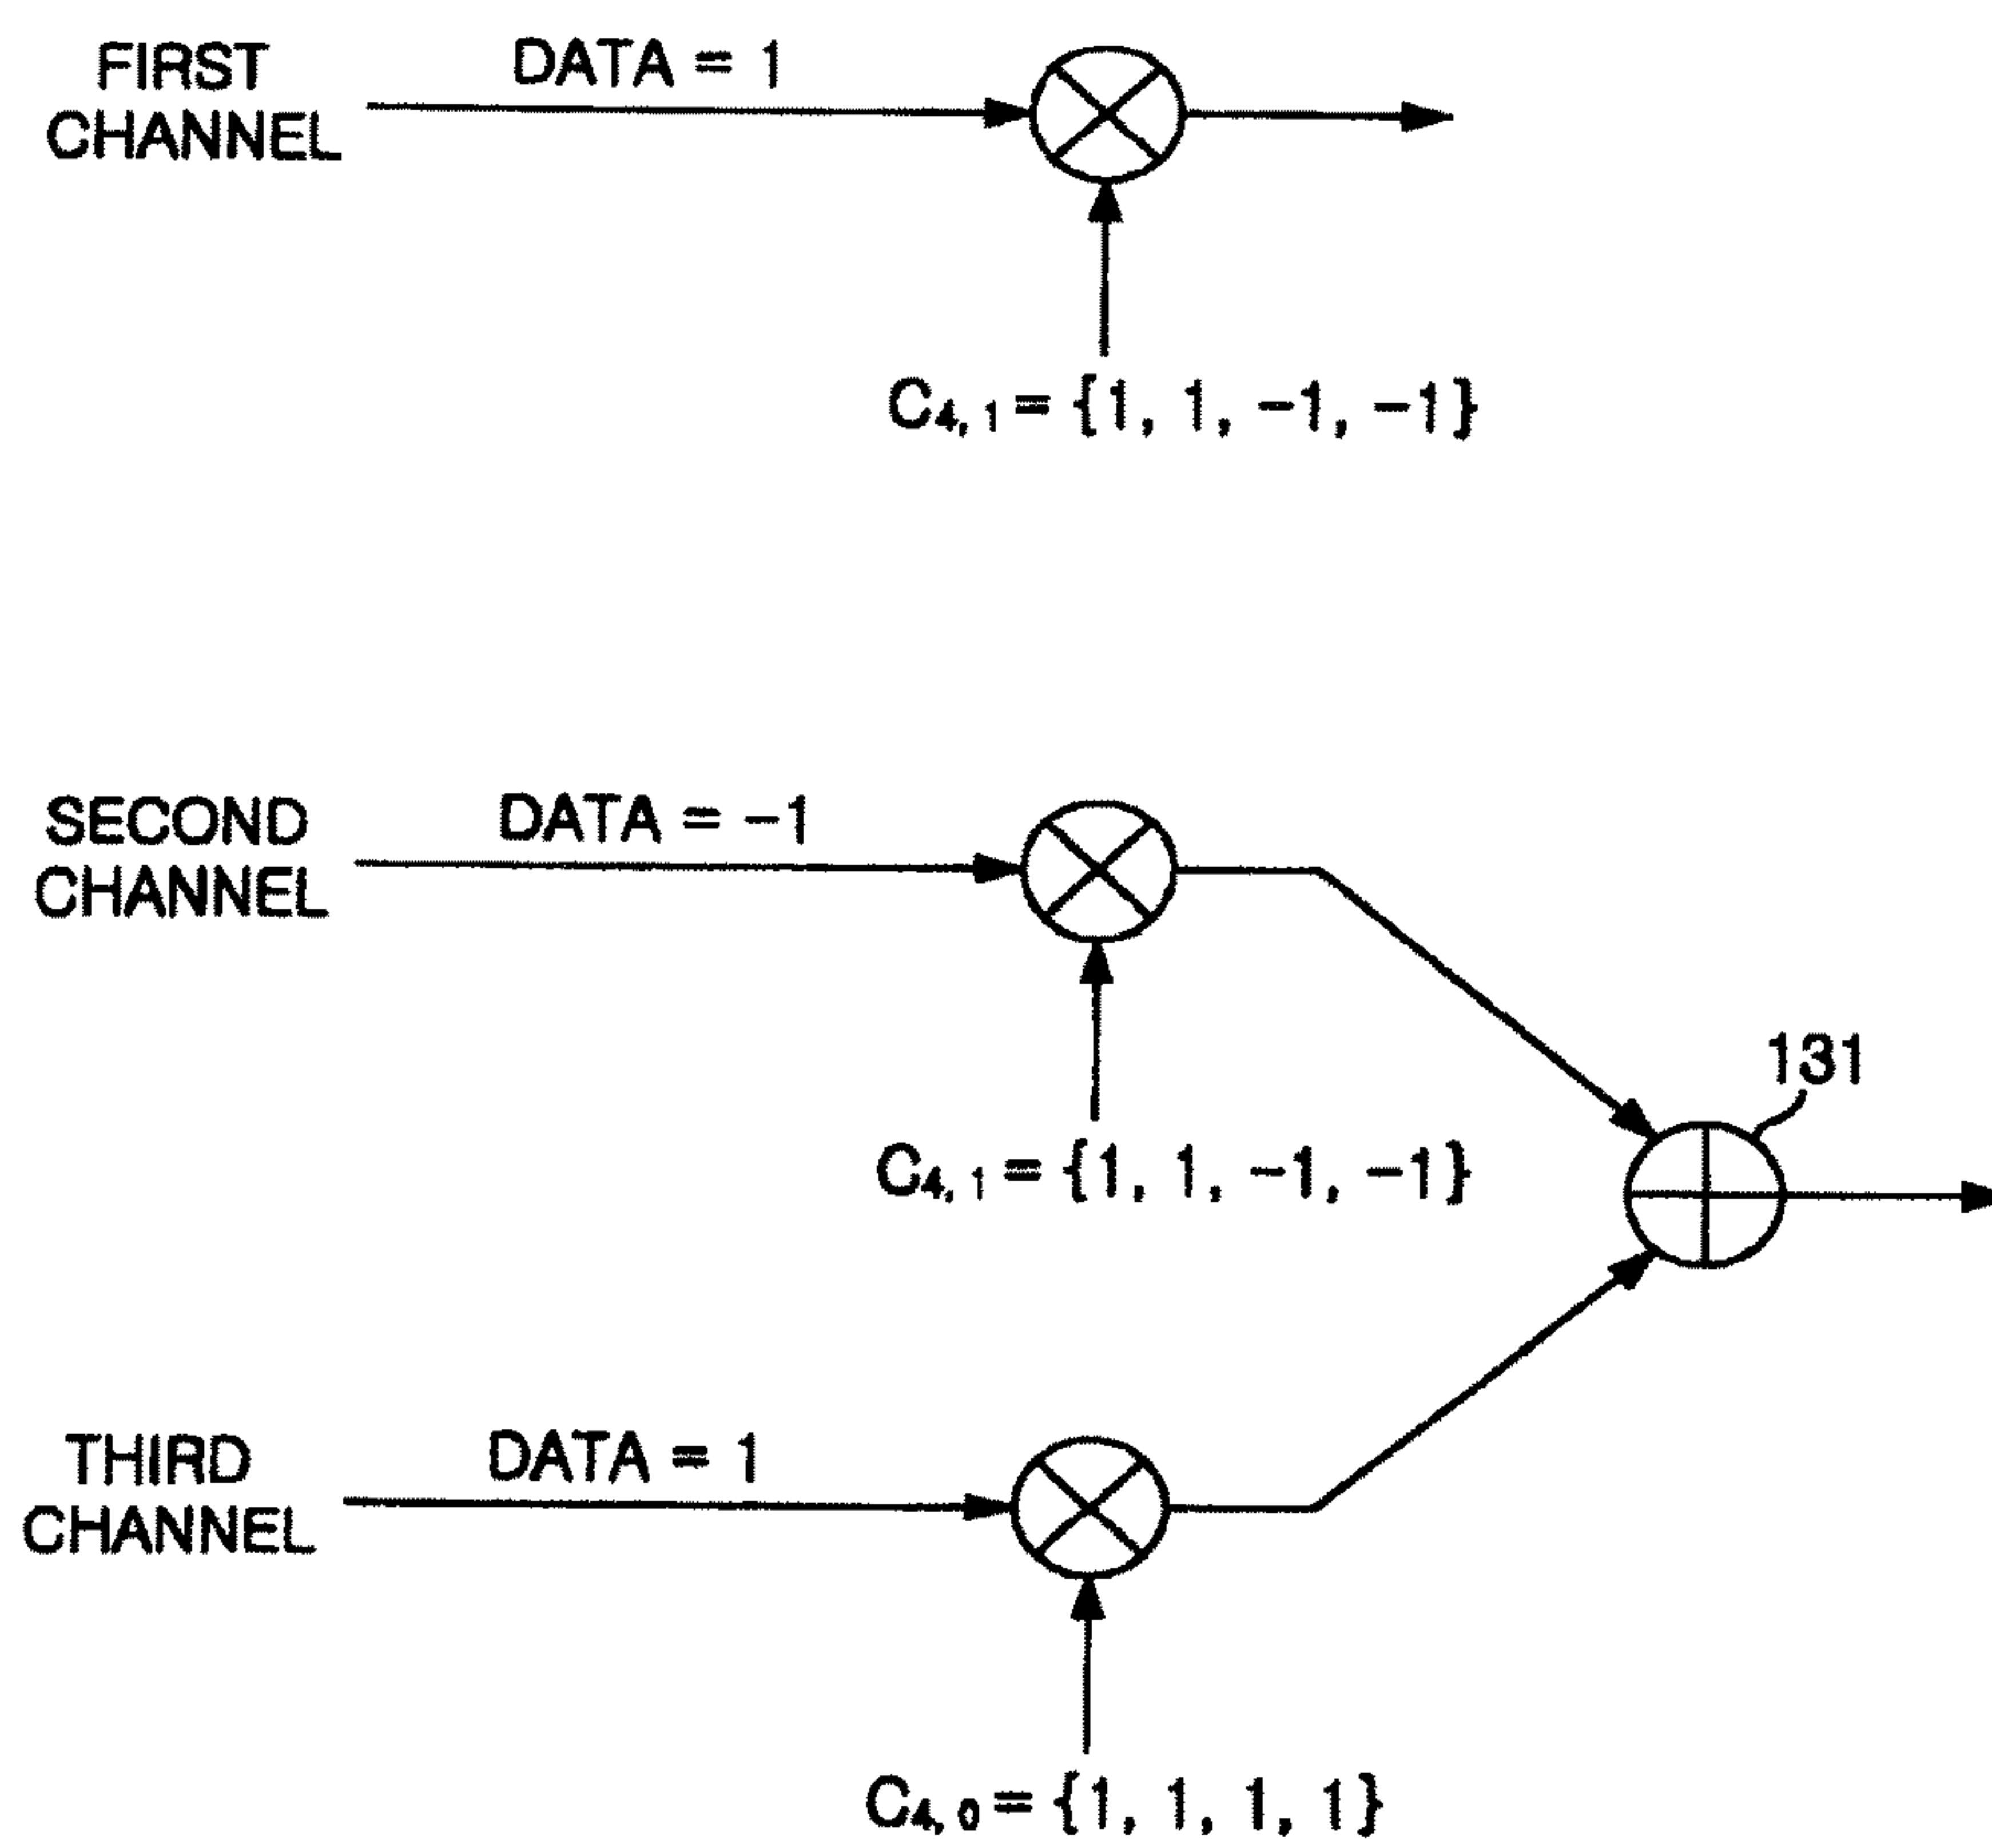 FIRST
CHANNEL
DATA = 1
C4, 1 = {1, 1, -1, -1}
SECOND
CHANNEL
DATA = -1
C4, 1 = {1, 1, -1, -1}
131
THIRD
CHANNEL
DATA = 1
C4, 0 = {1, 1, 1, 1}